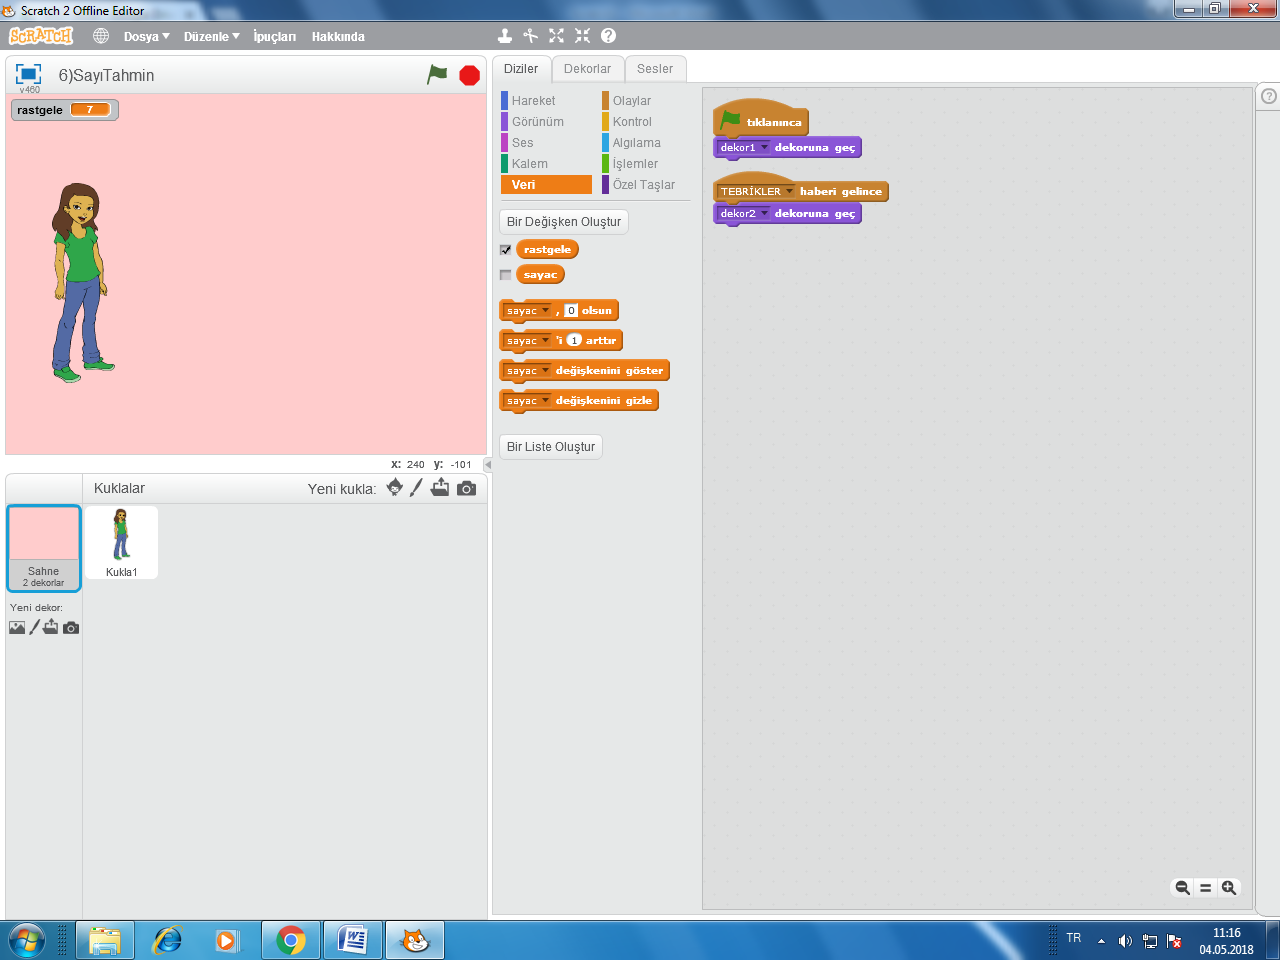 Scratch 2 Offline Editor
SCRATCH
Dosya
Düzenle
İpuçları
Hakkında
6)SayıTahmin
v460
rastgele 7
x: 240 y: -101
Kuklalar
Yeni kukla:
Sahne
2 dekorlar
Kukla1
Yeni dekor:
Diziler
Dekorlar
Sesler
Hareket
Olaylar
Görünüm
Kontrol
Ses
Algılama
Kalem
İşlemler
Veri
Özel Taşlar
Bir Değişken Oluştur
rastgele
sayac
sayac , 0 olsun
sayac 'i 1 arttır
sayac değişkenini göster
sayac değişkenini gizle
Bir Liste Oluştur
tıklanınca
dekor1 dekoruna geç
TEBRİKLER haberi gelince
dekor2 dekoruna geç
TR
11:16
04.05.2018